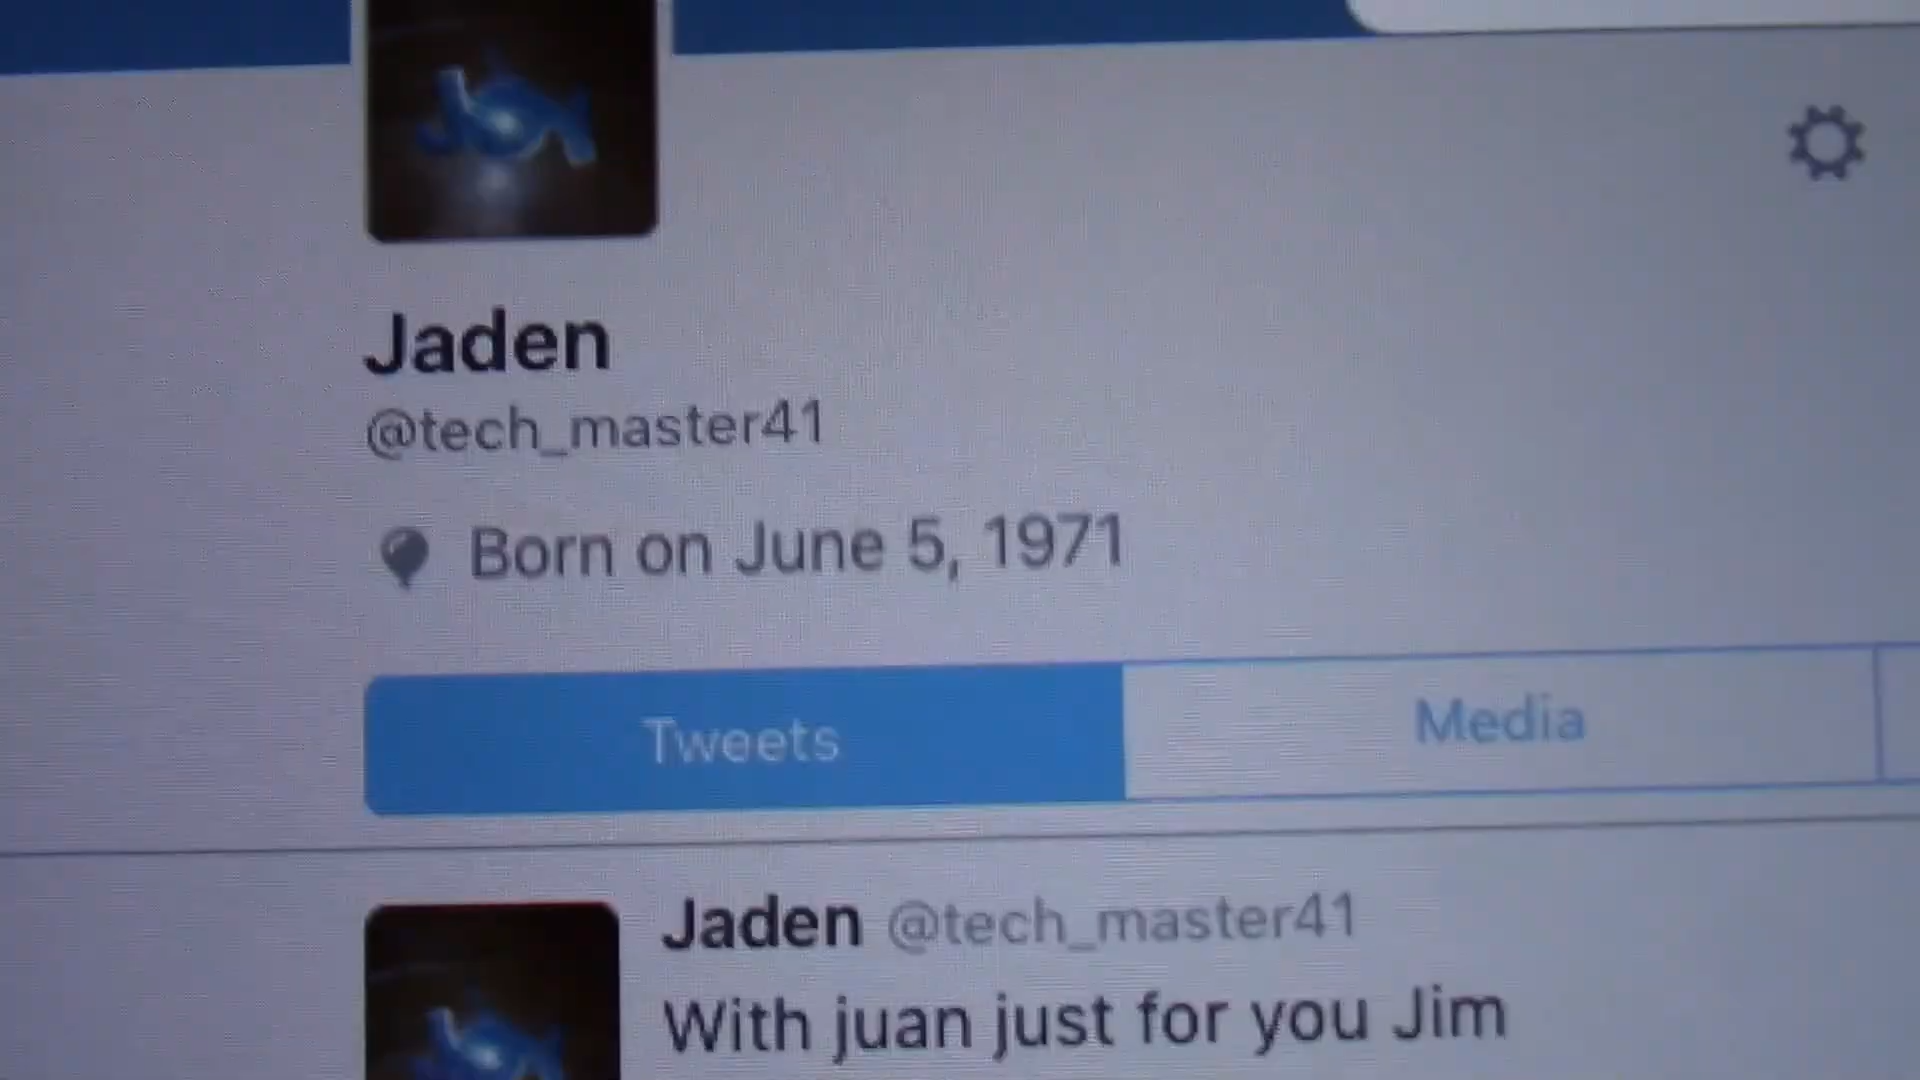 Jaden
@tech_master41
Born on June 5, 1971
Tweets
Media
Jaden @tech_master41
With juan just for you Jim